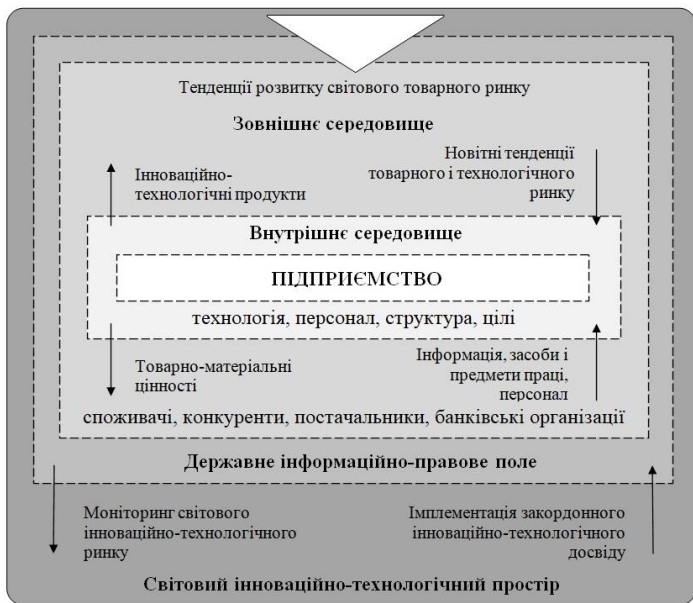 Тенденції розвитку світового товарного ринку
Зовнішнє середовище
Інноваційно-
технологічні продукти
Новітні тенденції
товарного і технологічного
ринку
Внутрішнє середовище
ПІДПРИЄМСТВО
технологія, персонал, структура, цілі
Товарно-матеріальні
цінності
Інформація, засоби і
предмети праці,
персонал
споживачі, конкуренти, постачальники, банківські організації
Державне інформаційно-правове поле
Моніторинг світового
інноваційно-технологічного
ринку
Імплементація закордонного
інноваційно-технологічного
досвіду
Світовий інноваційно-технологічний простір